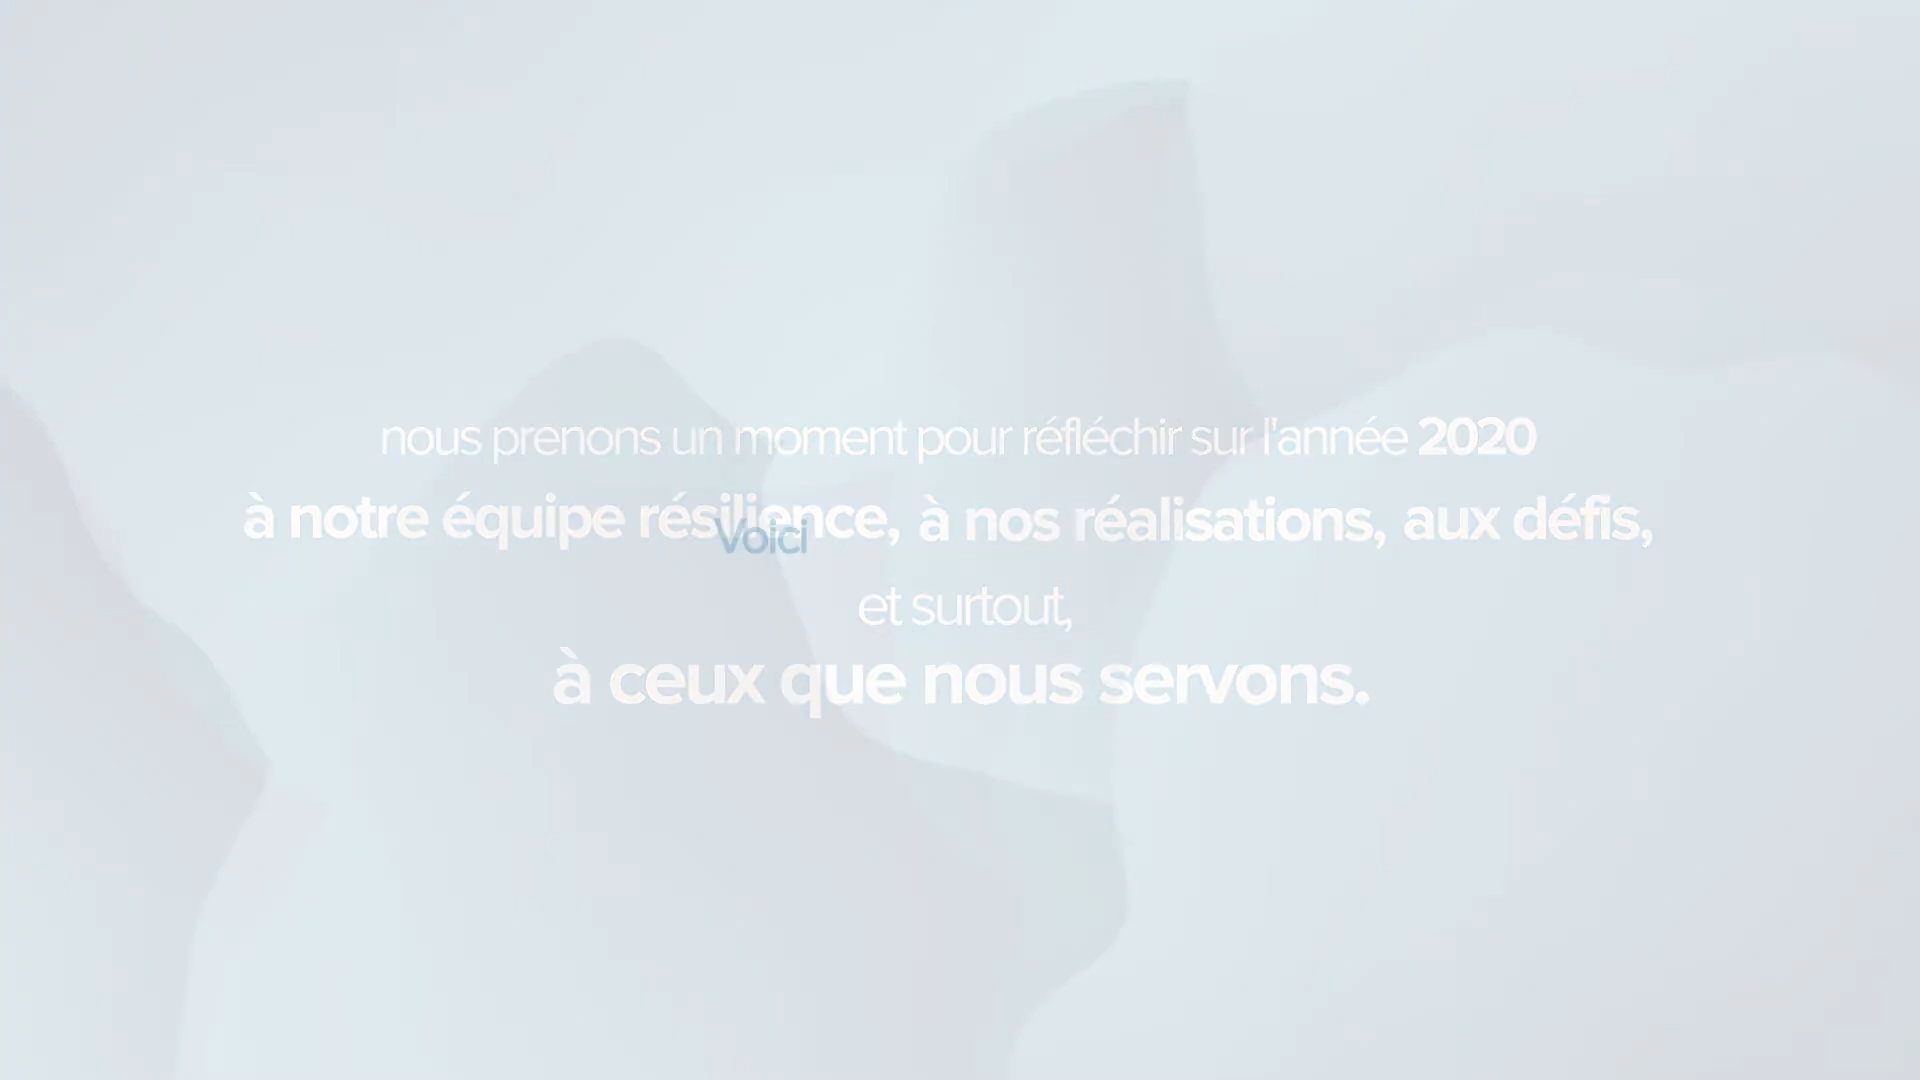 nous prenons un moment pour réfléchir sur l'année 2020
à notre équipe résilience, à nos réalisations, aux défis,
Voici
et surtout,
à ceux que nous servons.